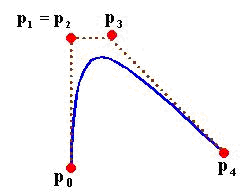 p₁ = p₂
p₃
p₀
p₄